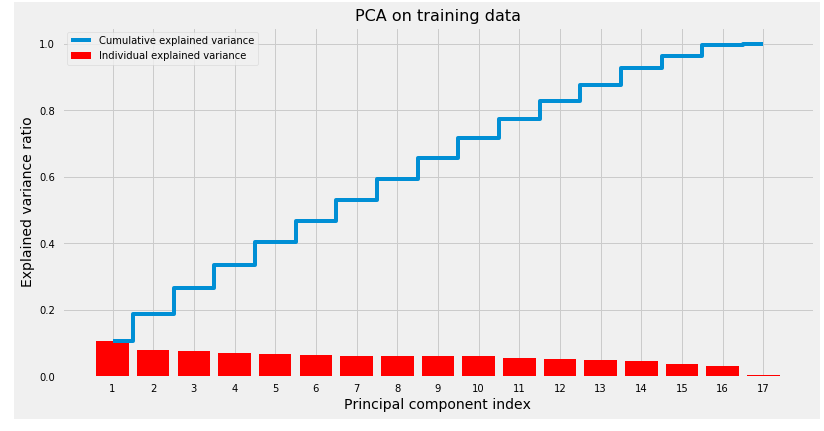 PCA on training data
Cumulative explained variance
Individual explained variance
Explained variance ratio
1.0
0.8
0.6
0.4
0.2
0.0
1 2 3 4 5 6 7 8 9 10 11 12 13 14 15 16 17
Principal component index